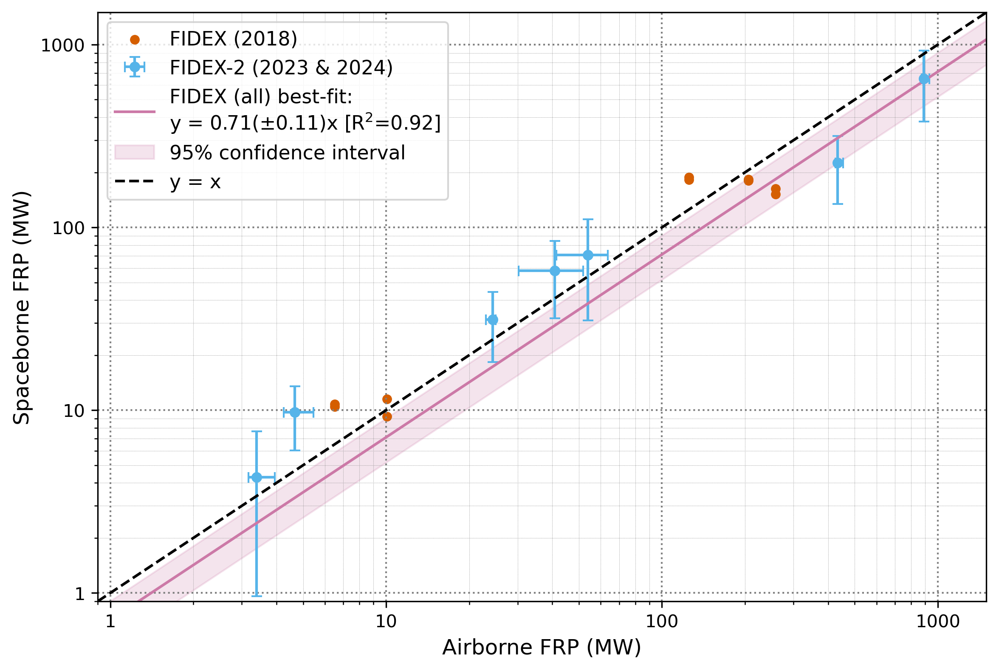 FIDEX (2018)
FIDEX-2 (2023 & 2024)
FIDEX (all) best-fit:
y = 0.71(±0.11)x [R²=0.92]
95% confidence interval
y = x
1000
100
10
1
Spaceborne FRP (MW)
1 10 100 1000
Airborne FRP (MW)